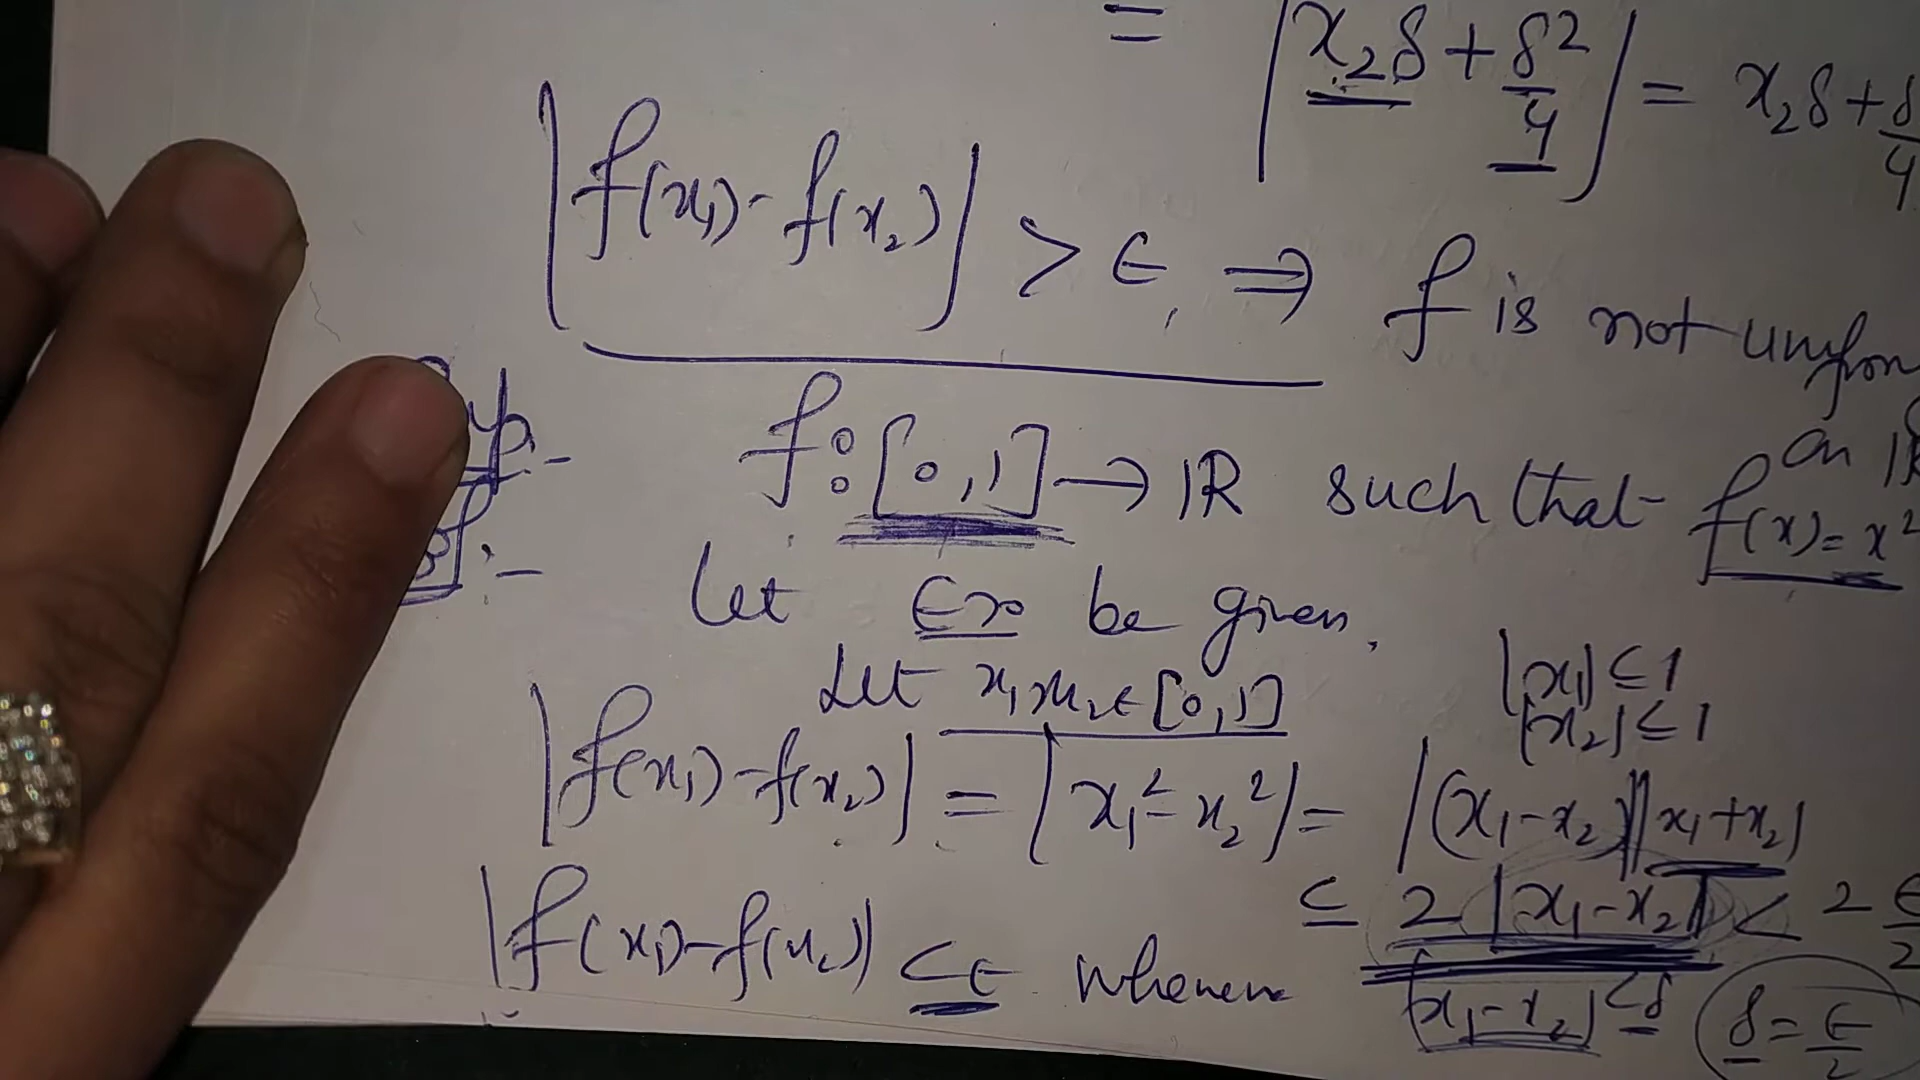 = |x₂δ + δ²/4| = x₂δ + δ/4
|f(x₁) - f(x₂)| > ϵ, ⇒ f is not unifor
on IR
f: [0,1] → IR such that f(x) = x²
Let ϵ>0 be given.
Let x₁, x₂ ∈ [0,1]
|x₁| ≤ 1
|x₂| ≤ 1
|f(x₁) - f(x₂)| = |x₁² - x₂²| = |(x₁ - x₂)||x₁ + x₂|
≤ 2 |x₁ - x₂| < 2 ϵ/2
|f(x₁) - f(x₂)| < ϵ whenever |x₁ - x₂| < δ
δ = ϵ/2